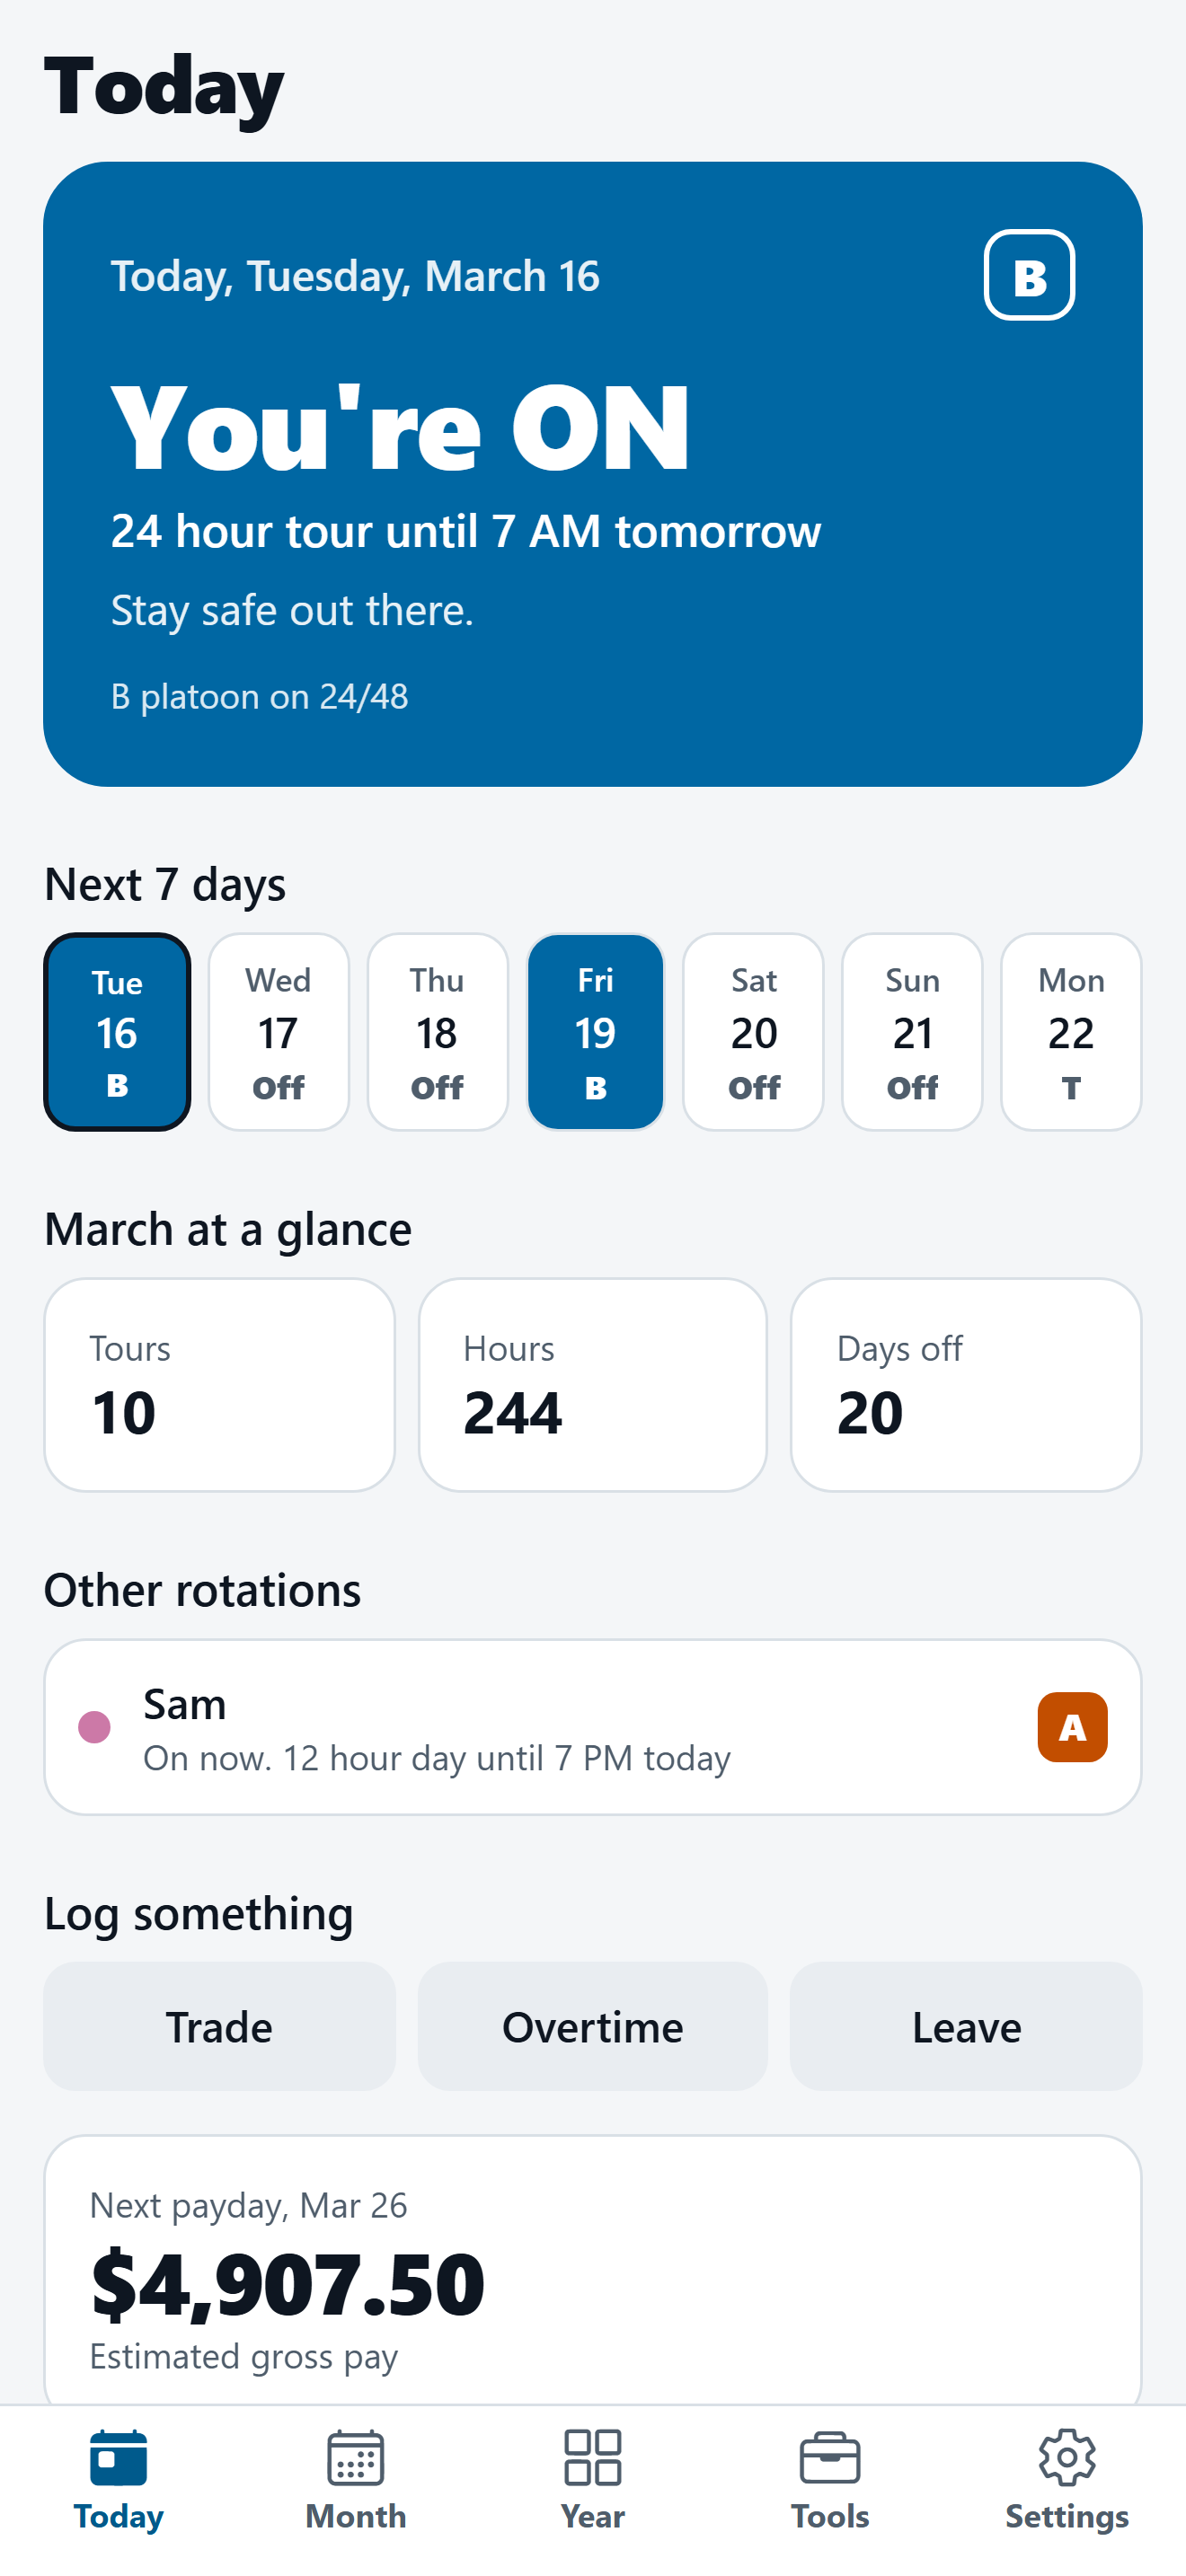 Today
Today, Tuesday, March 16
B
You're ON
24 hour tour until 7 AM tomorrow
Stay safe out there.
B platoon on 24/48
Next 7 days
Tue
16
B
Wed
17
Off
Thu
18
Off
Fri
19
B
Sat
20
Off
Sun
21
Off
Mon
22
T
March at a glance
Tours
10
Hours
244
Days off
20
Other rotations
Sam
On now. 12 hour day until 7 PM today
A
Log something
Trade
Overtime
Leave
Next payday, Mar 26
$4,907.50
Estimated gross pay
Today
Month
Year
Tools
Settings